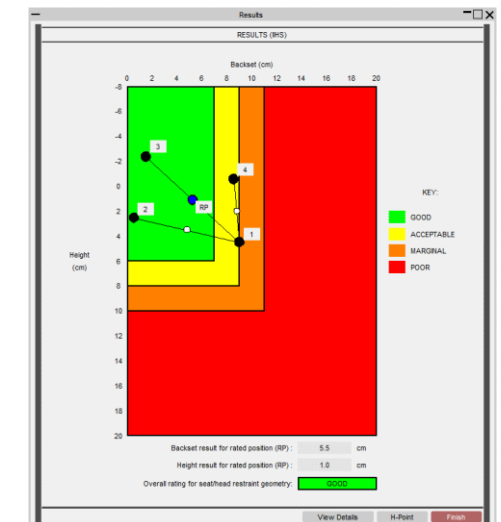 Results
RESULTS (IIHS)
Backset (cm)
0 2 4 6 8 10 12 14 16 18 20
-8
-6
-4
-2
0
2
4
6
8
10
12
14
16
18
20
Height
(cm)
3
4
2
RP
1
KEY:
GOOD
ACCEPTABLE
MARGINAL
POOR
Backset result for rated position (RP) : 5.5 cm
Height result for rated position (RP) : 1.0 cm
Overall rating for seat/head restraint geometry: GOOD
View Details H-Point Finish